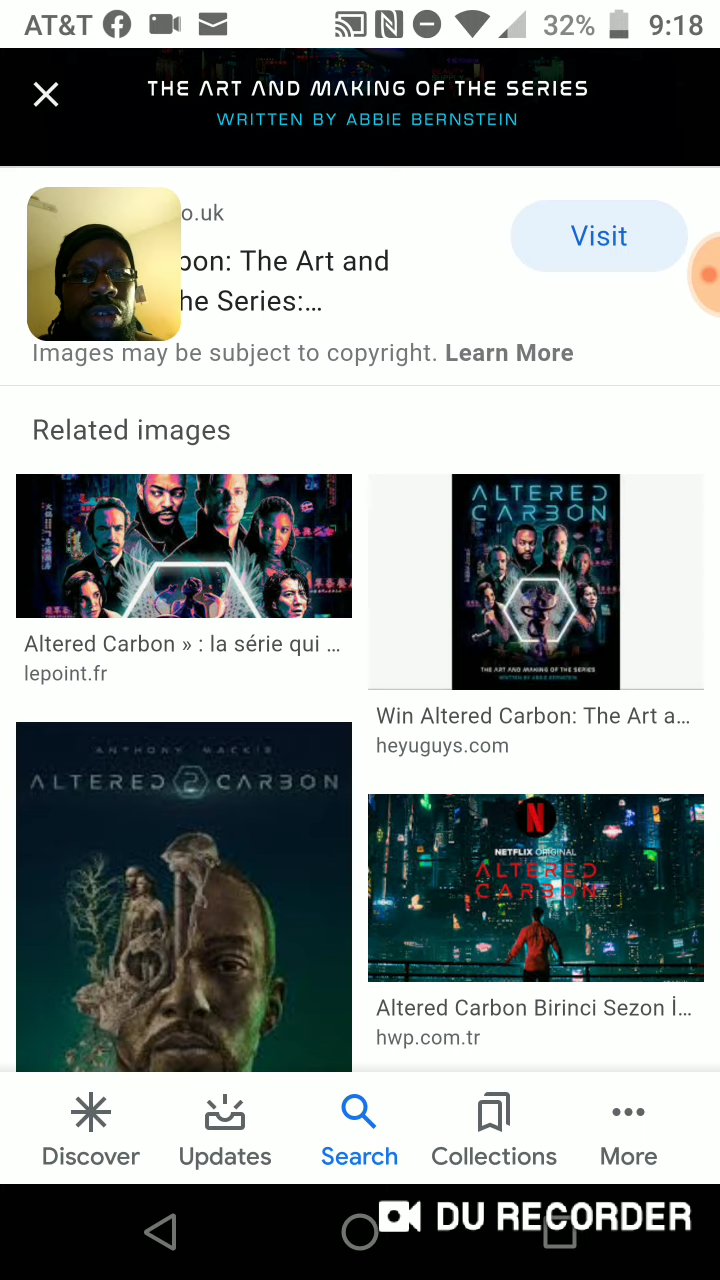 AT&T 32% 9:18
THE ART AND MAKING OF THE SERIES
WRITTEN BY ABBIE BERNSTEIN
o.uk
bon: The Art and
he Series:...
Visit
Images may be subject to copyright. Learn More
Related images
Altered Carbon » : la série qui ...
lepoint.fr
ALTERED
CARBON
THE ART AND MAKING OF THE SERIES
WRITTEN BY ABBIE BERNSTEIN
Win Altered Carbon: The Art a...
heyuguys.com
ANTHONY MACKIE
ALTERED 2 CARBON
N
NETFLIX ORIGINAL
ALTERED
CARBON
Altered Carbon Birinci Sezon İ...
hwp.com.tr
Discover Updates Search Collections More
DU RECORDER